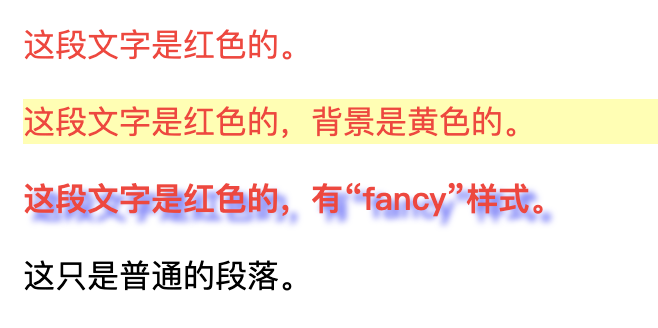 这段文字是红色的。
这段文字是红色的，背景是黄色的。
这段文字是红色的，有“fancy”样式。
这只是普通的段落。